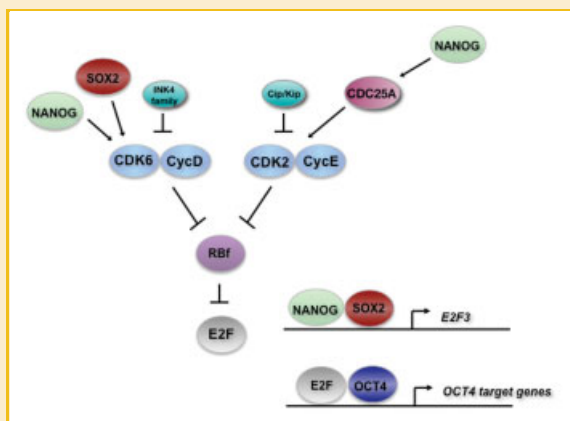 NANOG
SOX2
INK4
family
Cip/Kip
CDC25A
NANOG
CDK6 CycD
CDK2 CycE
RBf
E2F
NANOG SOX2
E2F3
E2F OCT4
OCT4 target genes